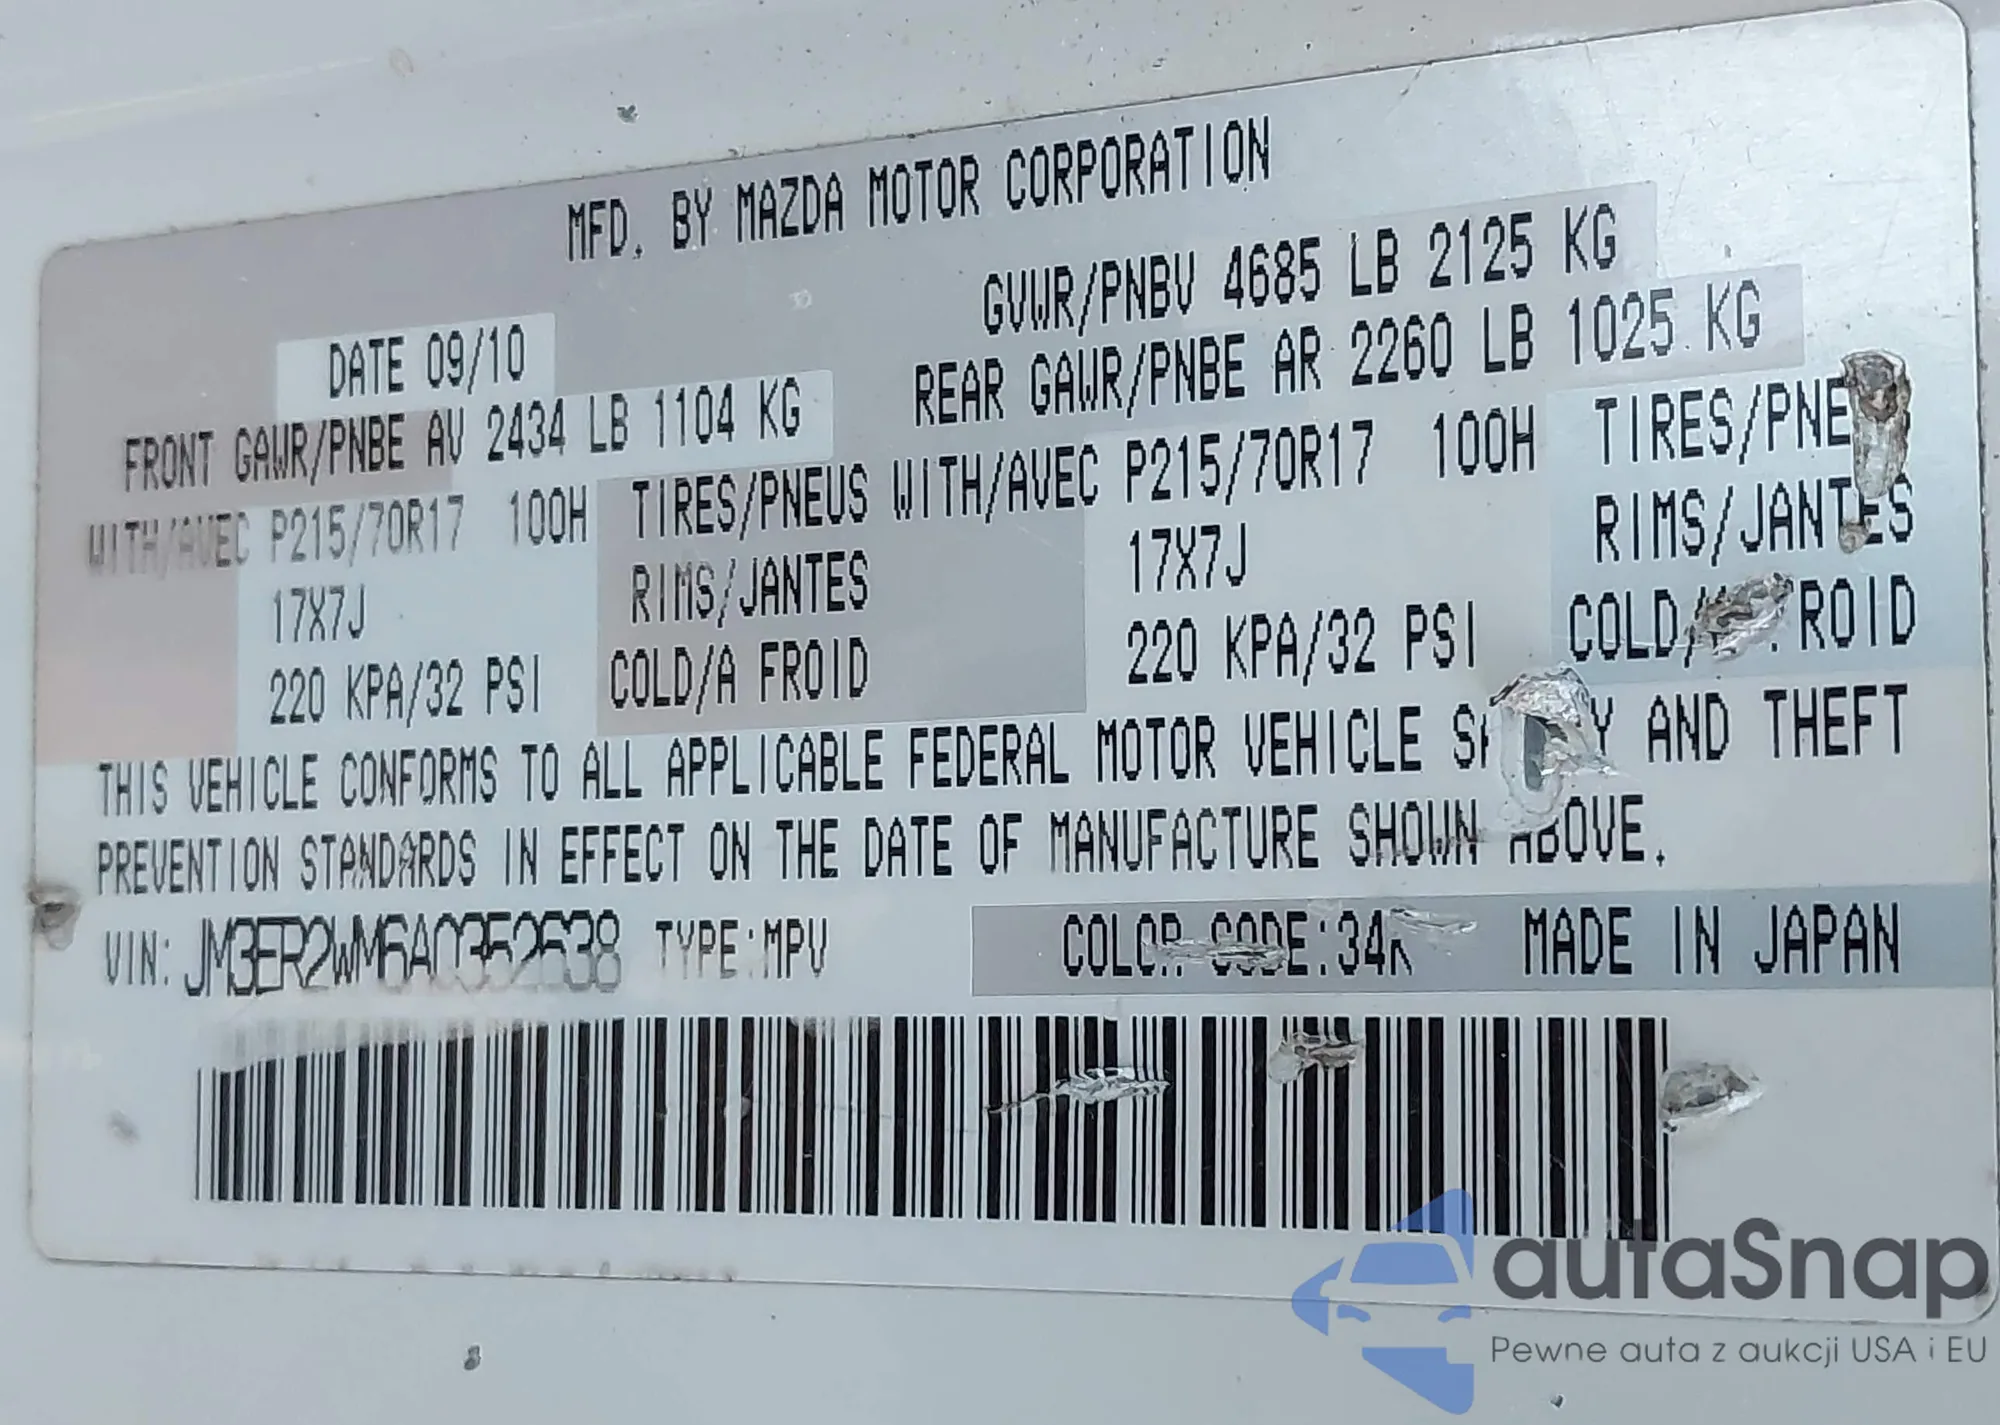 MFD. BY MAZDA MOTOR CORPORATION
GVWR/PNBV 4685 LB 2125 KG
DATE 09/10
REAR GAWR/PNBE AR 2260 LB 1025 KG
FRONT GAWR/PNBE AV 2434 LB 1104 KG
WITH/AVEC P215/70R17 100H TIRES/PNEUS WITH/AVEC P215/70R17 100H TIRES/PNE
17X7J RIMS/JANTES 17X7J RIMS/JANTES
220 KPA/32 PSI COLD/A FROID 220 KPA/32 PSI COLD/ ROID
THIS VEHICLE CONFORMS TO ALL APPLICABLE FEDERAL MOTOR VEHICLE AND THEFT
PREVENTION STANDARDS IN EFFECT ON THE DATE OF MANUFACTURE SHOWN ABOVE.
VIN: JM3ER2WM6A0352638 TYPE:MPV COLOR CODE:34K MADE IN JAPAN
autaSnap
Pewne auta z aukcji USA i EU